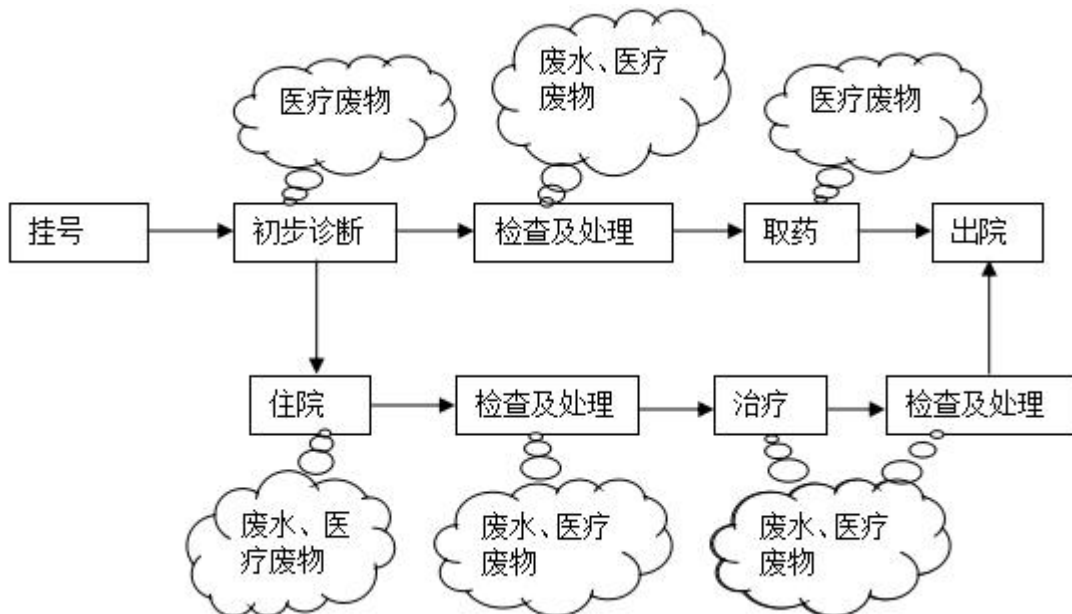 医疗废物
废水、医疗
废物
医疗废物
挂号
初步诊断
检查及处理
取药
出院
住院
检查及处理
治疗
检查及处理
废水、医
疗废物
废水、医疗
废物
废水、医疗
废物